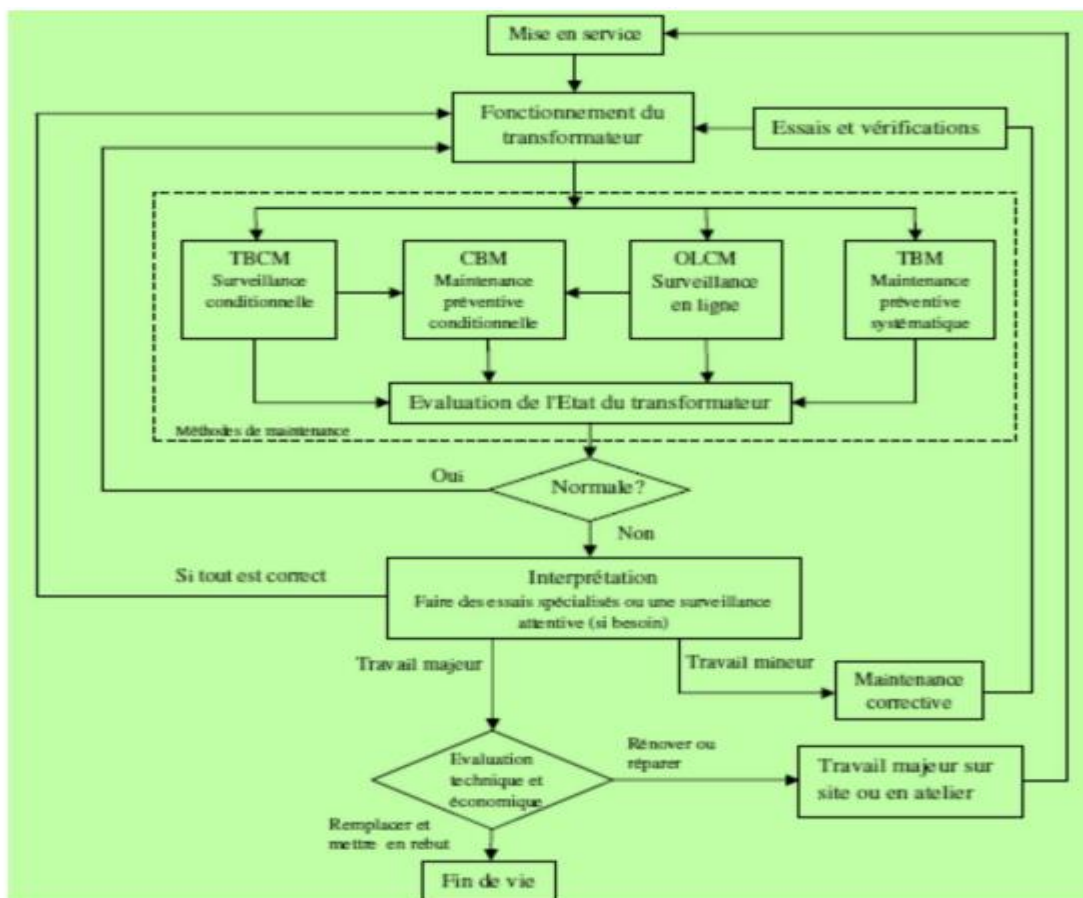 Mise en service
Fonctionnement du
transformateur
Essais et vérifications
TBCM
Surveillance
conditionnelle
CBM
Maintenance
préventive
conditionnelle
OLCM
Surveillance
en ligne
TBM
Maintenance
préventive
systématique
Evaluation de l'Etat du transformateur
Méthodes de maintenance
Oui
Normale?
Non
Si tout est correct
Interprétation
Faire des essais spécialisés ou une surveillance
attentive (si besoin)
Travail majeur
Travail mineur
Maintenance
corrective
Evaluation
technique et
économique
Rénover ou
réparer
Travail majeur sur
site ou en atelier
Remplacer et
mettre en rebut
Fin de vie